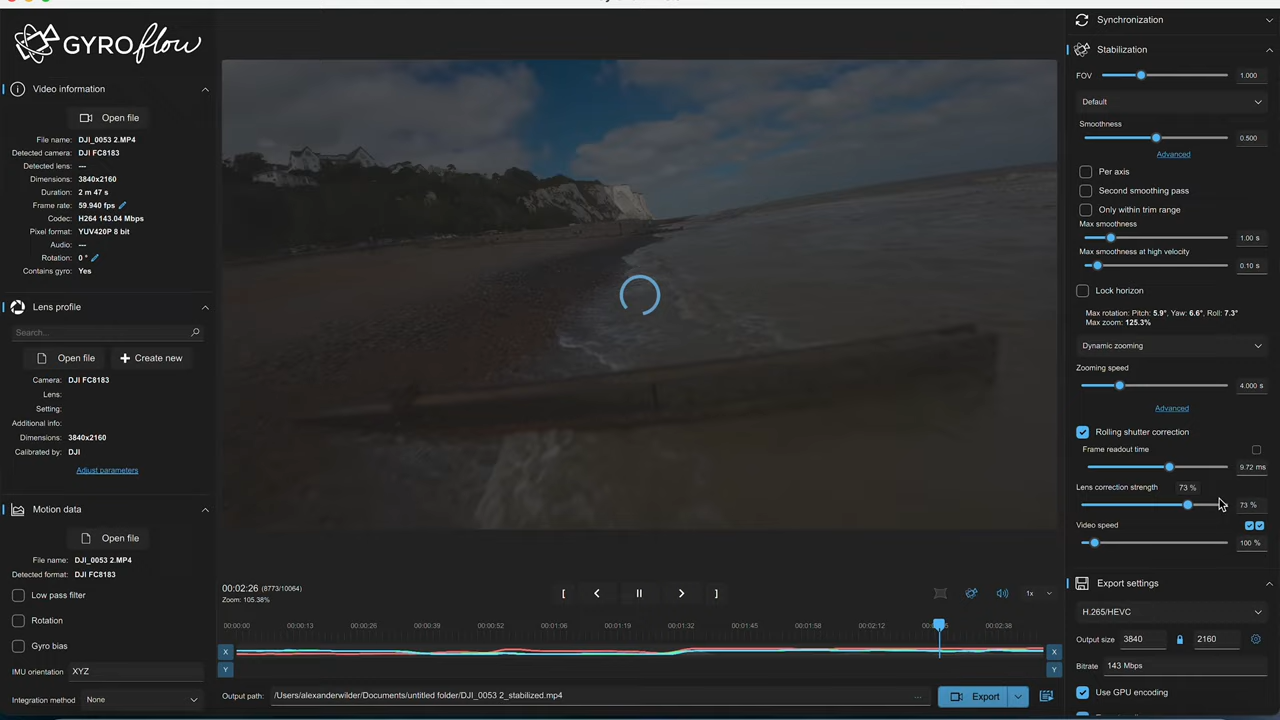 GYROflow
Video information
Open file
File name: DJI_0053 2.MP4
Detected camera: DJI FC8183
Detected lens: ---
Dimensions: 3840x2160
Duration: 2 m 47 s
Frame rate: 59.940 fps
Codec: H264 143.04 Mbps
Pixel format: YUV420P 8 bit
Audio: ---
Rotation: 0 °
Contains gyro: Yes
Lens profile
Search...
Open file
Create new
Camera: DJI FC8183
Lens:
Setting:
Additional info:
Dimensions: 3840x2160
Calibrated by: DJI
Adjust parameters
Motion data
Open file
File name: DJI_0053 2.MP4
Detected format: DJI FC8183
Low pass filter
Rotation
Gyro bias
IMU orientation XYZ
Integration method None
00:02:26 (8773/10064)
Zoom: 105.38%
[ ]
1x
00:00:00 00:00:13 00:00:26 00:00:39 00:00:52 00:01:06 00:01:19 00:01:32 00:01:45 00:01:58 00:02:12 00:02:38
X X
Y Y
Output path: /Users/alexanderwilder/Documents/untitled folder/DJI_0053 2_stabilized.mp4 ...
Export
Synchronization
Stabilization
FOV 1.000
Default
Smoothness
0.500
Advanced
Per axis
Second smoothing pass
Only within trim range
Max smoothness
1.00 s
Max smoothness at high velocity
0.10 s
Lock horizon
Max rotation: Pitch: 5.9°, Yaw: 6.6°, Roll: 7.3°
Max zoom: 125.3%
Dynamic zooming
Zooming speed
4.000 s
Advanced
Rolling shutter correction
Frame readout time
9.72 ms
Lens correction strength 73 %
73 %
Video speed
100 %
Export settings
H.265/HEVC
Output size 3840 2160
Bitrate 143 Mbps
Use GPU encoding